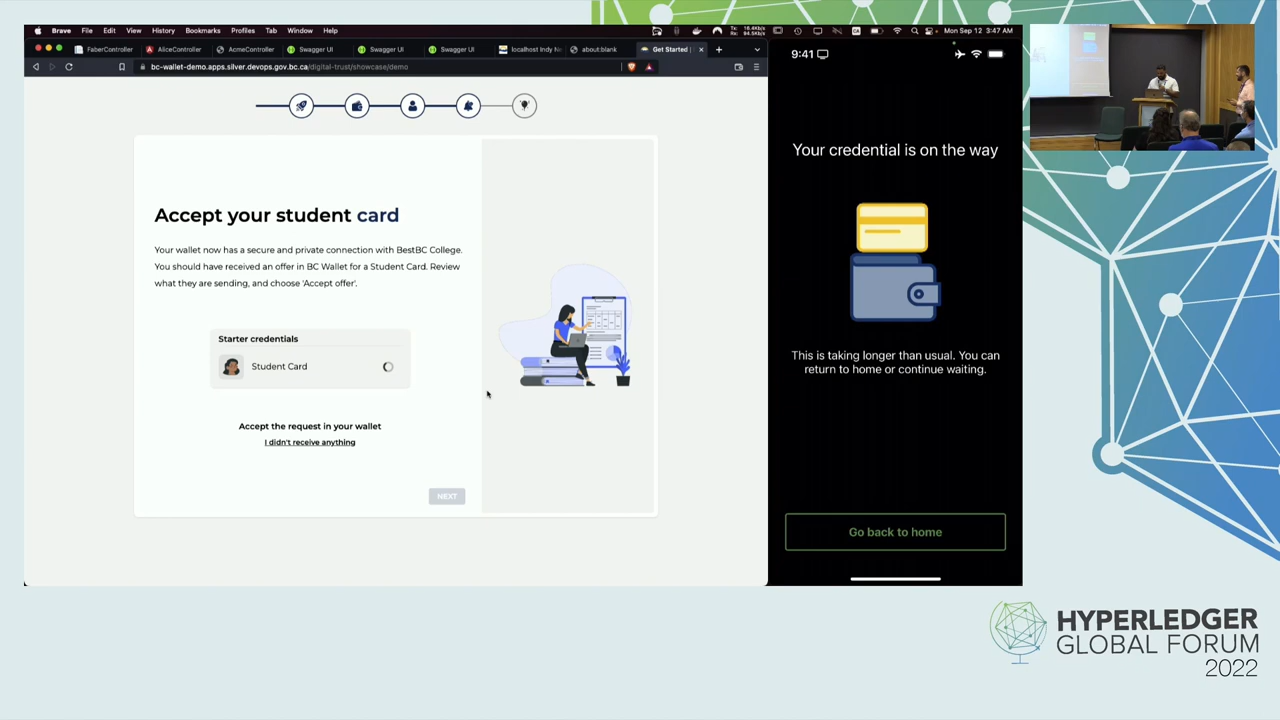 Brave File Edit View History Bookmarks Profiles Tab Window Help
Mon Sep 12 3:47 AM
FaberController
AliceController
AcmeController
Swagger UI
Swagger UI
Swagger UI
localhost Indy N
about:blank
Get Started |
bc-wallet-demo.apps.silver.devops.gov.bc.ca/digital-trust/showcase/demo
Accept your student card
Your wallet now has a secure and private connection with BestBC College.
You should have received an offer in BC Wallet for a Student Card. Review
what they are sending, and choose 'Accept offer'.
Starter credentials
Student Card
Accept the request in your wallet
I didn't receive anything
NEXT
9:41
Your credential is on the way
This is taking longer than usual. You can
return to home or continue waiting.
Go back to home
HYPERLEDGER
GLOBAL FORUM
2022